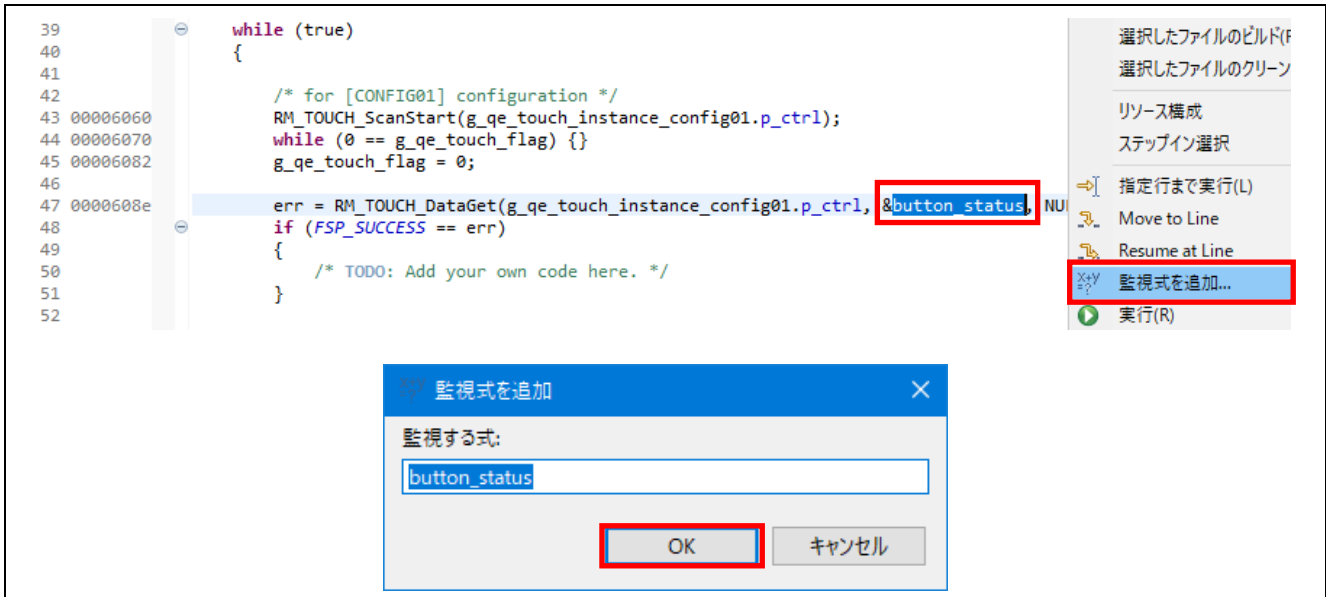 39 while (true)
40 {
41
42 /* for [CONFIG01] configuration */
43 00006060 RM_TOUCH_ScanStart(g_qe_touch_instance_config01.p_ctrl);
44 00006070 while (0 == g_qe_touch_flag) {}
45 00006082 g_qe_touch_flag = 0;
46
47 0000608e err = RM_TOUCH_DataGet(g_qe_touch_instance_config01.p_ctrl, &button_status, NU
48 if (FSP_SUCCESS == err)
49 {
50 /* TODO: Add your own code here. */
51 }
52
選択したファイルのビルド(
選択したファイルのクリーン
リソース構成
ステップイン選択
指定行まで実行(L)
Move to Line
Resume at Line
X+Y
=?
監視式を追加...
実行(R)
監視式を追加
監視する式:
button_status
OK
キャンセル